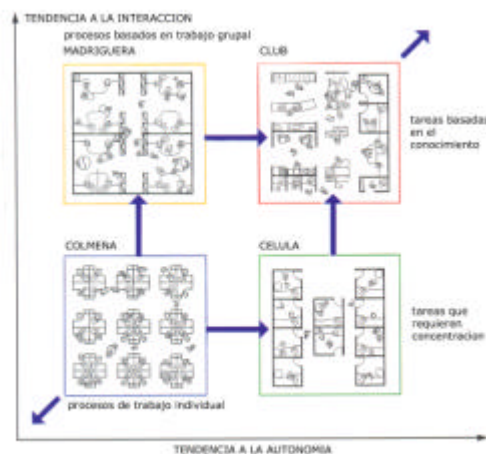 TENDENCIA A LA INTERACCION
procesos basados en trabajo grupal
MADRIGUERA
CLUB
tareas basadas
en el
conocimiento
COLMENA
CELULA
tareas que
requieren
concentracion
procesos de trabajo individual
TENDENCIA A LA AUTONOMIA